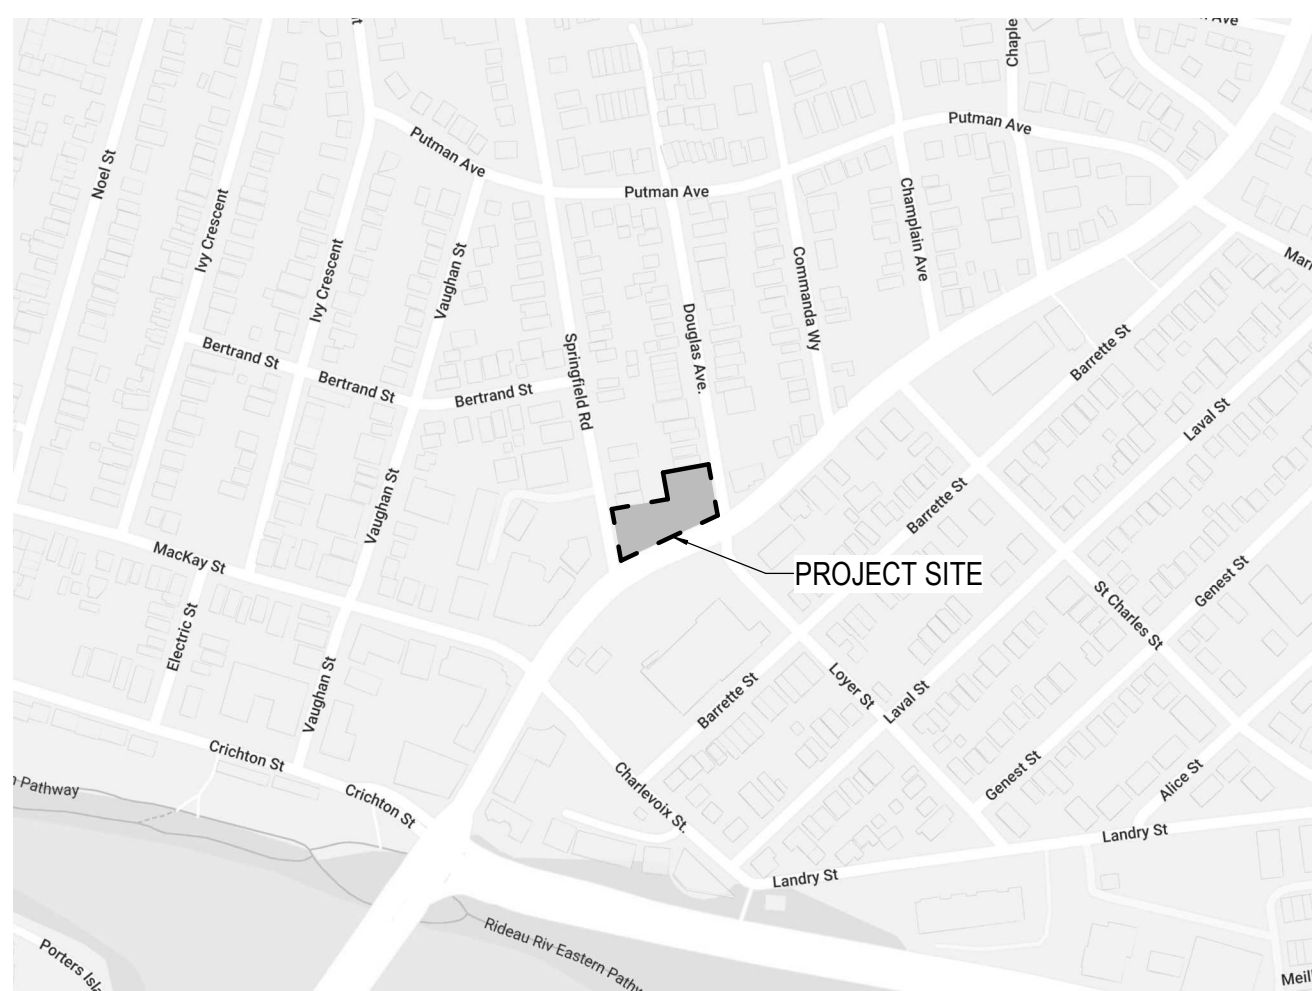 Chaple
Putman Ave
Putman Ave
Putman Ave
Noel St
Ivy Crescent
Ivy Crescent
Vaughan St
Champlain Ave
Commanda Wy
Douglas Ave.
Springfield Rd
Bertrand St
Bertrand St
Bertrand St
Barrette St
Laval St
Barrette St
Vaughan St
MacKay St
PROJECT SITE
Genest St
St Charles St
Electric St
Vaughan St
Loyer St
Laval St
Barrette St
Crichton St
Crichton St
Pathway
Charlevoix St.
Genest St
Alice St
Landry St
Landry St
Rideau Riv Eastern Pathw
Porters Isla
Meil